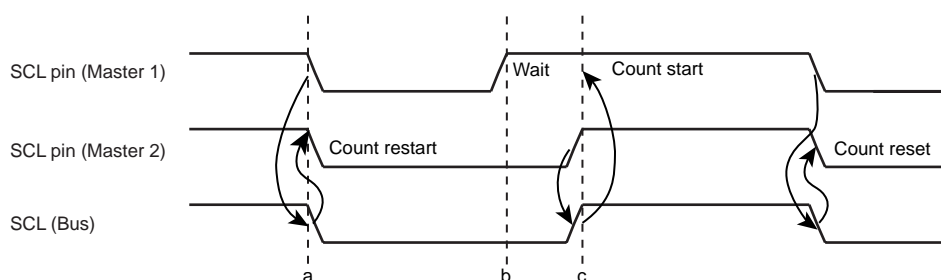 SCL pin (Master 1)
Wait
Count start
SCL pin (Master 2)
Count restart
Count reset
SCL (Bus)
a
b
c